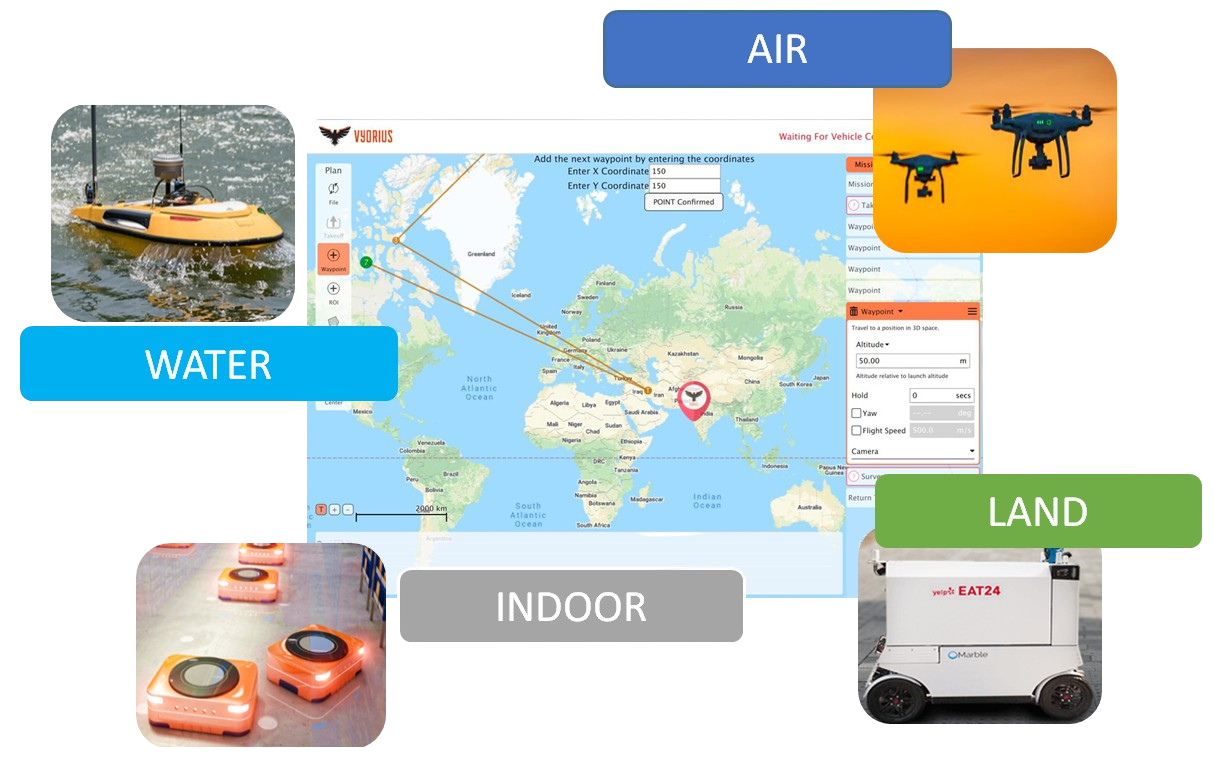 AIR
VYDRIUS
Waiting For Vehicle
Add the next waypoint by entering the coordinates
Enter X Coordinate 150
Enter Y Coordinate 150
POINT Confirmed
Plan
File
Takeoff
Waypoint
ROI
Center
WATER
Mission
Waypoint
Waypoint
Waypoint
Waypoint
Travel to a position in 3D space.
Altitude
50.00 m
Altitude relative to launch altitude
Hold 0 secs
Yaw --.-- deg
Flight Speed 500.0 m/s
Camera
Return
Greenland
Iceland
Finland
Sweden
Norway
Russia
United
Kingdom
Poland
Germany
Ukraine
France
Kazakhstan
Mongolia
Italy
Spain
Turkey
China
Japan
South Korea
North
Atlantic
Ocean
Iraq
Iran
Algeria
Libya
Egypt
Saudi Arabia
Mexico
Mali
Niger
Sudan
Thailand
Chad
Nigeria
Ethiopia
Venezuela
Colombia
Kenya
DRC
Tanzania
Indonesia
Papua New
Guinea
Brazil
Peru
Bolivia
Angola
Namibia
Botswana
Madagascar
Indian
Ocean
South
Atlantic
Ocean
Australia
South Africa
Argentina
T + −
2000 km
LAND
INDOOR
yelp EAT24
Marble